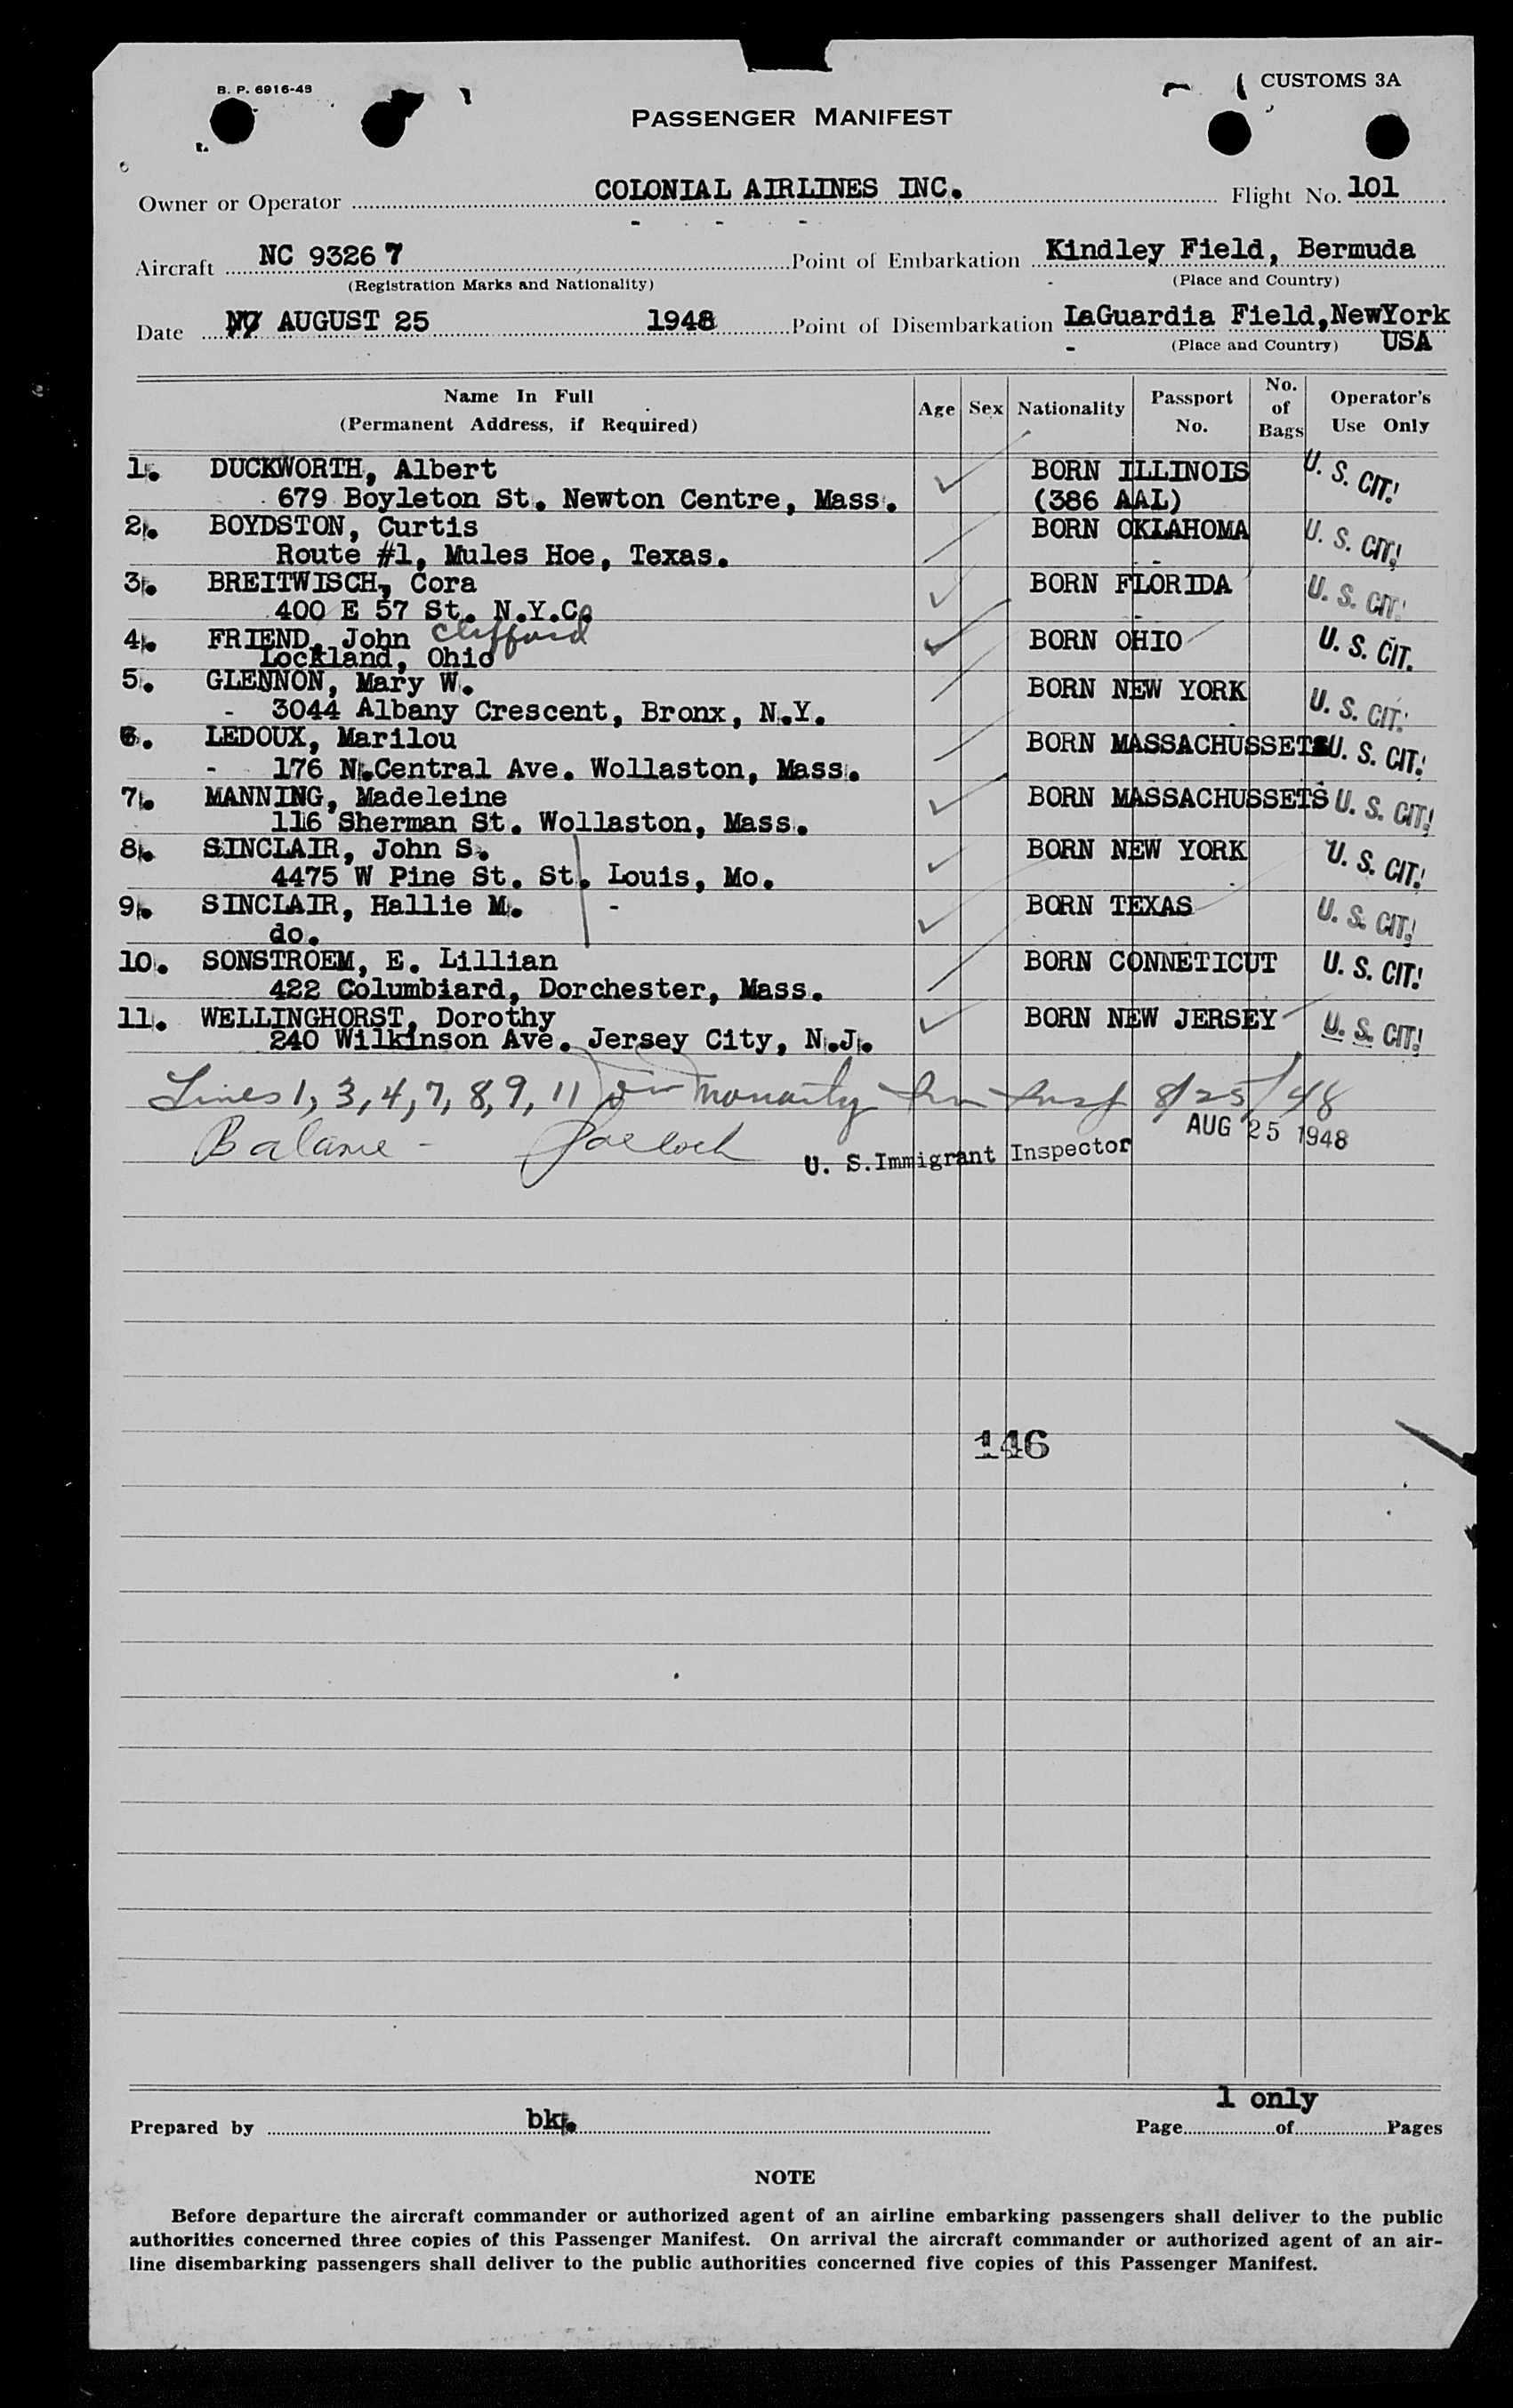 B. P. 6916-48
CUSTOMS 3A
PASSENGER MANIFEST
Owner or Operator COLONIAL AIRLINES INC. Flight No. 101
Aircraft NC 93267 Point of Embarkation Kindley Field, Bermuda
(Registration Marks and Nationality) (Place and Country)
Date AUGUST 25 1948 Point of Disembarkation LaGuardia Field,NewYork
(Place and Country) USA
Name In Full
(Permanent Address, if Required)
Age Sex Nationality Passport No. No. of Bags Operator's Use Only
1. DUCKWORTH, Albert BORN ILLINOIS U. S. CIT.
679 Boyleton St. Newton Centre, Mass. (386 AAL)
2. BOYDSTON, Curtis BORN OKLAHOMA U. S. CIT.
Route #1, Mules Hoe, Texas.
3. BREITWISCH, Cora BORN FLORIDA U. S. CIT.
400 E 57 St. N.Y.C.
4. FRIEND, John Clifford BORN OHIO U. S. CIT.
Lockland, Ohio
5. GLENNON, Mary W. BORN NEW YORK U. S. CIT.
- 3044 Albany Crescent, Bronx, N.Y.
6. LEDOUX, Marilou BORN MASSACHUSSETS U. S. CIT.
- 176 N.Central Ave. Wollaston, Mass.
7. MANNING, Madeleine BORN MASSACHUSSETS U. S. CIT.
116 Sherman St. Wollaston, Mass.
8. SINCLAIR, John S. BORN NEW YORK U. S. CIT.
4475 W Pine St. St. Louis, Mo.
9. SINCLAIR, Hallie M. - BORN TEXAS U. S. CIT.
do.
10. SONSTROEM, E. Lillian BORN CONNETICUT U. S. CIT.
422 Columbiard, Dorchester, Mass.
11. WELLINGHORST, Dorothy BORN NEW JERSEY U. S. CIT.
240 Wilkinson Ave. Jersey City, N.J.
Lines 1, 3, 4, 7, 8, 9, 11 Moriarty Imm Insp 8/25/48
AUG 25 1948
Balance -
U. S. Immigrant Inspector
146
1 only
Prepared by bk. Page of Pages
NOTE
Before departure the aircraft commander or authorized agent of an airline embarking passengers shall deliver to the public
authorities concerned three copies of this Passenger Manifest. On arrival the aircraft commander or authorized agent of an air-
line disembarking passengers shall deliver to the public authorities concerned five copies of this Passenger Manifest.